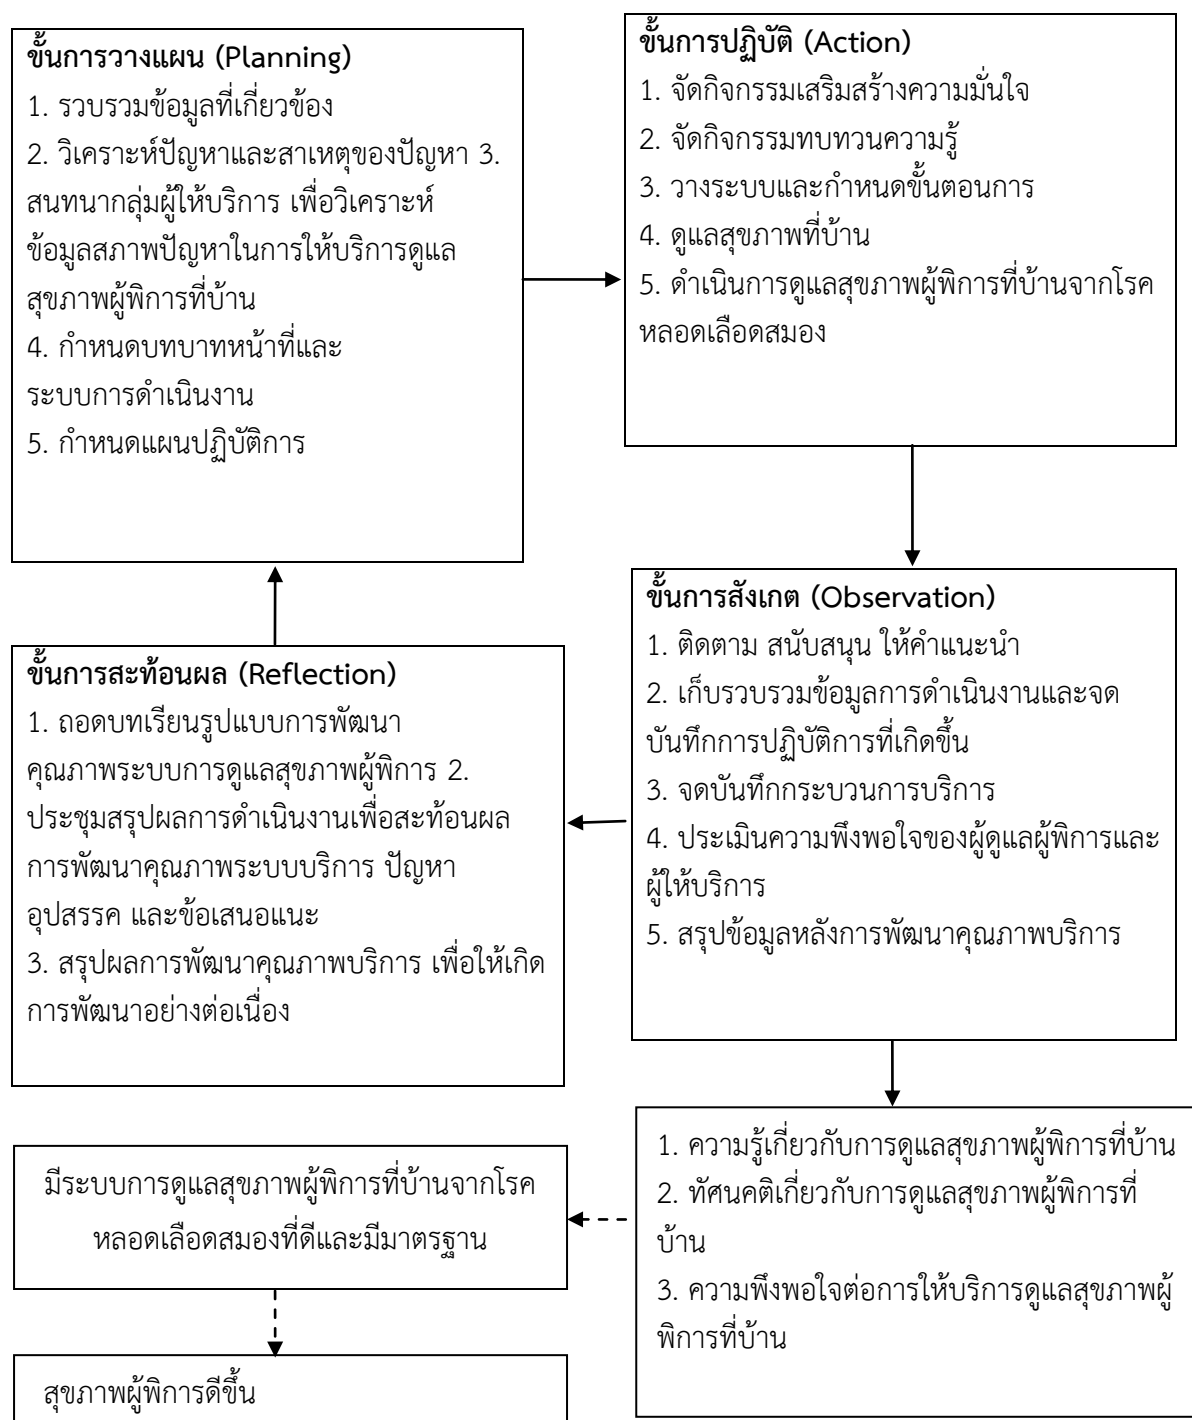 ขั้นการวางแผน (Planning)
1. รวบรวมข้อมูลที่เกี่ยวข้อง
2. วิเคราะห์ปัญหาและสาเหตุของปัญหา 3.
สนทนากลุ่มผู้ให้บริการ เพื่อวิเคราะห์
ข้อมูลสภาพปัญหาในการให้บริการดูแล
สุขภาพผู้พิการที่บ้าน
4. กำหนดบทบาทหน้าที่และ
ระบบการดำเนินงาน
5. กำหนดแผนปฏิบัติการ
ขั้นการปฏิบัติ (Action)
1. จัดกิจกรรมเสริมสร้างความมั่นใจ
2. จัดกิจกรรมทบทวนความรู้
3. วางระบบและกำหนดขั้นตอนการ
4. ดูแลสุขภาพที่บ้าน
5. ดำเนินการดูแลสุขภาพผู้พิการที่บ้านจากโรค
หลอดเลือดสมอง
ขั้นการสังเกต (Observation)
1. ติดตาม สนับสนุน ให้คำแนะนำ
2. เก็บรวบรวมข้อมูลการดำเนินงานและจด
บันทึกการปฏิบัติการที่เกิดขึ้น
3. จดบันทึกกระบวนการบริการ
4. ประเมินความพึงพอใจของผู้ดูแลผู้พิการและ
ผู้ให้บริการ
5. สรุปข้อมูลหลังการพัฒนาคุณภาพบริการ
ขั้นการสะท้อนผล (Reflection)
1. ถอดบทเรียนรูปแบบการพัฒนา
คุณภาพระบบการดูแลสุขภาพผู้พิการ 2.
ประชุมสรุปผลการดำเนินงานเพื่อสะท้อนผล
การพัฒนาคุณภาพระบบบริการ ปัญหา
อุปสรรค และข้อเสนอแนะ
3. สรุปผลการพัฒนาคุณภาพบริการ เพื่อให้เกิด
การพัฒนาอย่างต่อเนื่อง
1. ความรู้เกี่ยวกับการดูแลสุขภาพผู้พิการที่บ้าน
2. ทัศนคติเกี่ยวกับการดูแลสุขภาพผู้พิการที่
บ้าน
3. ความพึงพอใจต่อการให้บริการดูแลสุขภาพผู้
พิการที่บ้าน
มีระบบการดูแลสุขภาพผู้พิการที่บ้านจากโรค
หลอดเลือดสมองที่ดีและมีมาตรฐาน
สุขภาพผู้พิการดีขึ้น